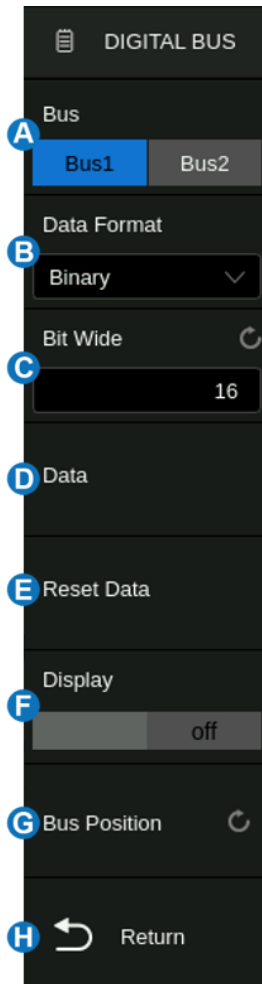 DIGITAL BUS
Bus
A
Bus1 Bus2
Data Format
B
Binary
Bit Wide
C
16
D Data
E Reset Data
Display
F
off
G Bus Position
H Return